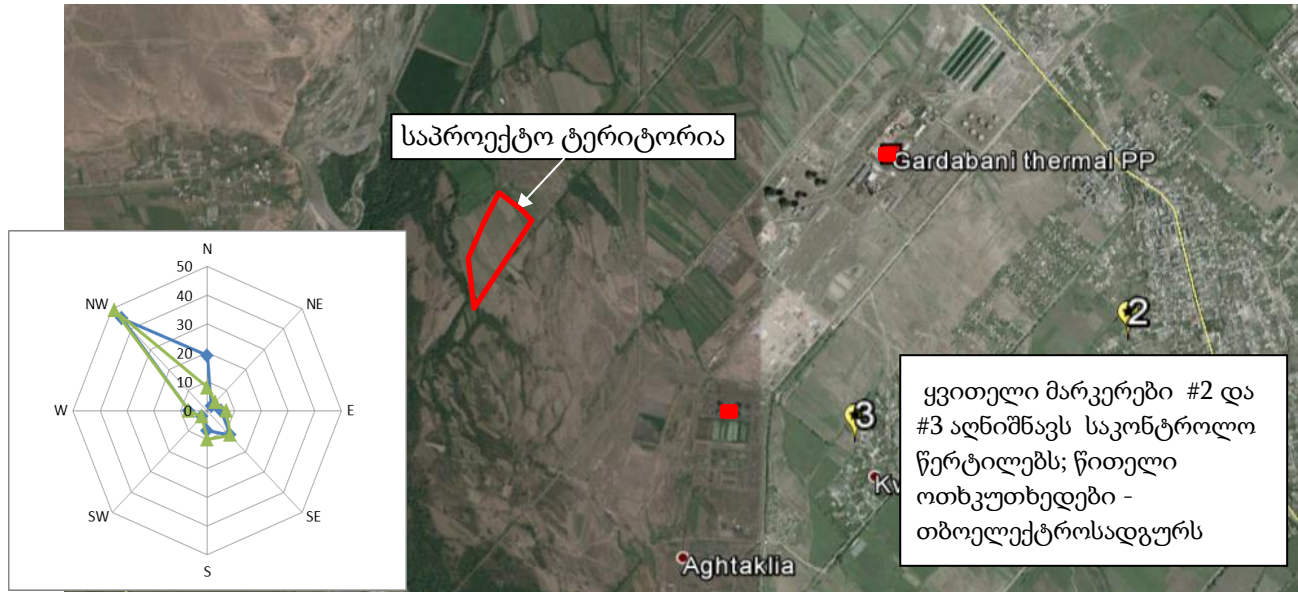 საპროექტო ტერიტორია
Gardabani thermal PP
N
50
NW
40
NE
30
20
10
W
0
E
SW
SE
S
2
3
Kv
Aghtaklia
ყვითელი მარკერები #2 და
#3 აღნიშნავს საკონტროლო
წერტილებს; წითელი
ოთხკუთხედები -
თბოელექტროსადგურს